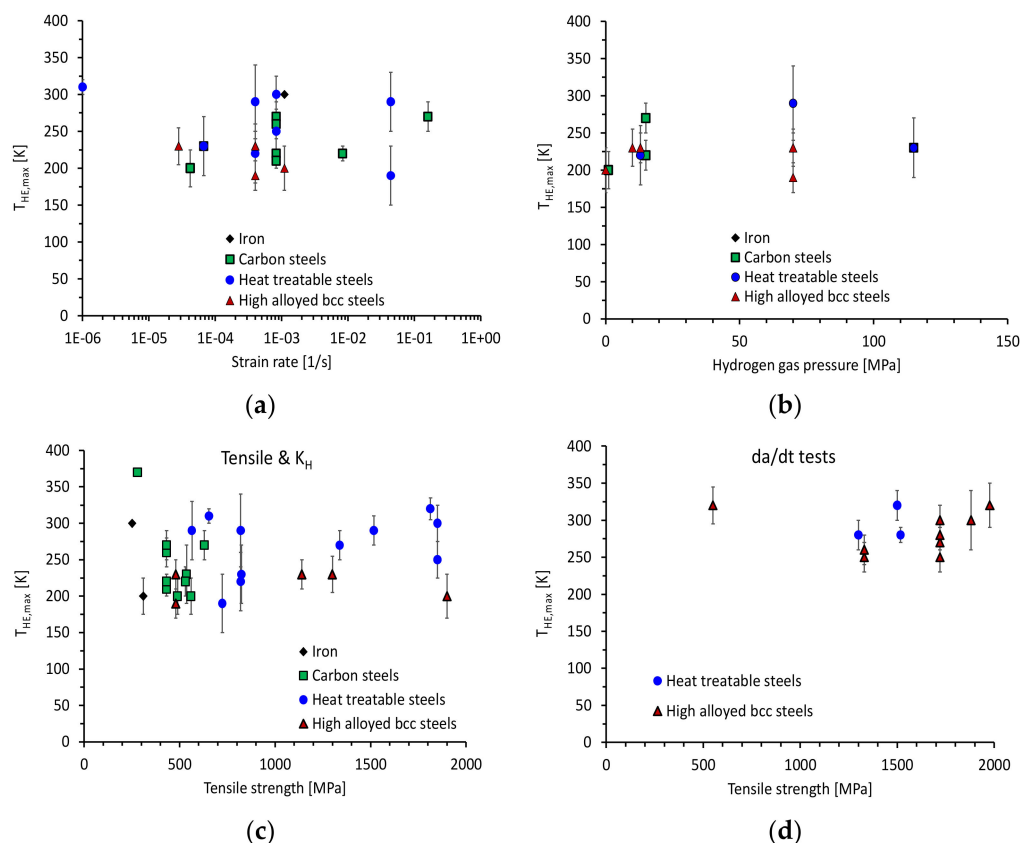 400
350
300
250
200
150
100
50
0
T_HE,max [K]
1E-06 1E-05 1E-04 1E-03 1E-02 1E-01 1E+00
Strain rate [1/s]
Iron
Carbon steels
Heat treatable steels
High alloyed bcc steels
(a)
400
350
300
250
200
150
100
50
0
T_HE,max [K]
0 50 100 150
Hydrogen gas pressure [MPa]
Iron
Carbon steels
Heat treatable steels
High alloyed bcc steels
(b)
Tensile & K_H
400
350
300
250
200
150
100
50
0
T_HE,max [K]
0 500 1000 1500 2000
Tensile strength [MPa]
Iron
Carbon steels
Heat treatable steels
High alloyed bcc steels
(c)
da/dt tests
400
350
300
250
200
150
100
50
0
T_HE,max [K]
0 500 1000 1500 2000
Tensile strength [MPa]
Heat treatable steels
High alloyed bcc steels
(d)